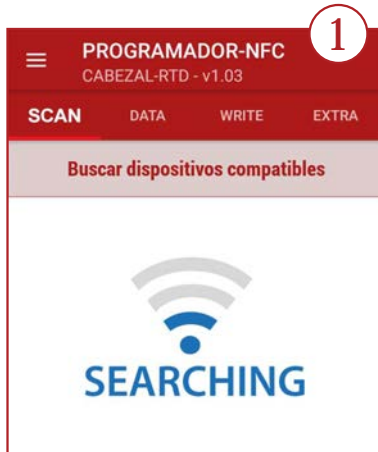 1
PROGRAMADOR-NFC
CABEZAL-RTD - v1.03
SCAN DATA WRITE EXTRA
Buscar dispositivos compatibles
SEARCHING